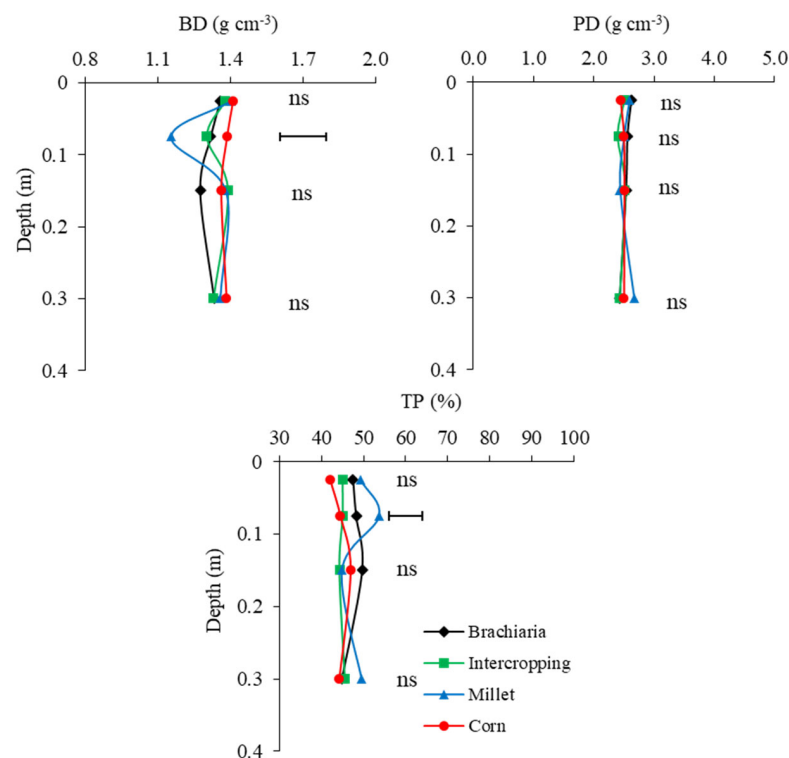 BD (g cm-3)
0.8 1.1 1.4 1.7 2.0
0
0.1
0.2
0.3
0.4
Depth (m)
ns
ns
ns
PD (g cm-3)
0.0 1.0 2.0 3.0 4.0 5.0
0
0.1
0.2
0.3
0.4
ns
ns
ns
ns
TP (%)
30 40 50 60 70 80 90 100
0
0.1
0.2
0.3
0.4
Depth (m)
ns
ns
ns
Brachiaria
Intercropping
Millet
Corn